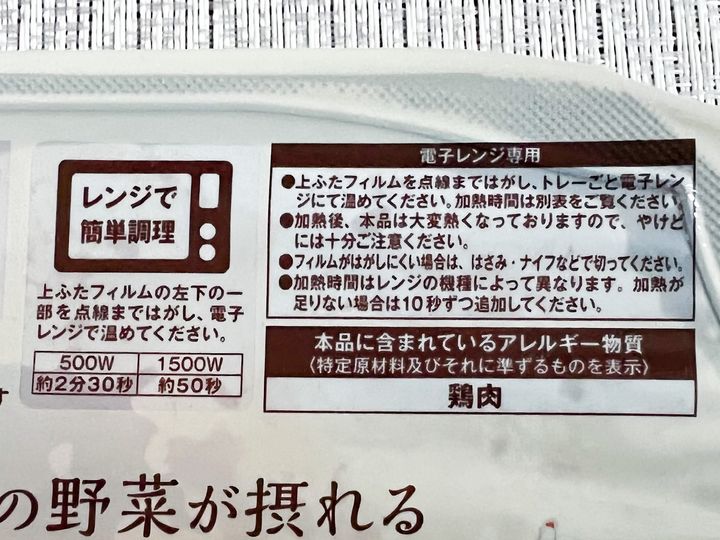 レンジで
簡単調理
上ふたフィルムの左下の一
部を点線まではがし、電子
レンジで温めてください。
500W 1500W
約2分30秒 約50秒
電子レンジ専用
●上ふたフィルムを点線まではがし、トレーごと電子レン
ジにて温めてください。加熱時間は別表をご覧ください。
●加熱後、本品は大変熱くなっておりますので、やけど
には十分ご注意ください。
●フィルムがはがしにくい場合は、はさみ・ナイフなどで切ってください。
●加熱時間はレンジの機種によって異なります。加熱が
足りない場合は10秒ずつ追加してください。
本品に含まれているアレルギー物質
〈特定原材料及びそれに準ずるものを表示〉
鶏肉
す
の野菜が摂れる